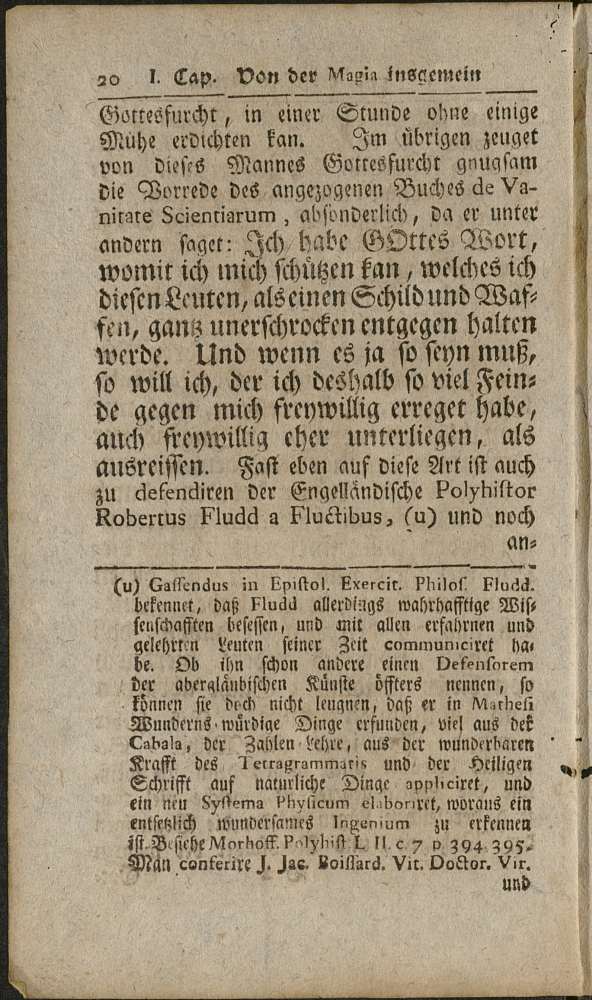 20 I. Cap. Von der Magia insgemein
Gottesfurcht, in einer Stunde ohne einige
Mühe erdichten kan. Im übrigen zeuget
von dieses Mannes Gottesfurcht gnugsam
die Vorrede des angezogenen Buches de Va-
nitate Scientiarum, absonderlich, da er unter
andern saget: Ich habe GOttes Wort,
womit ich mich schützen kan, welches ich
diesen Leuten, als einen Schild und Waf-
fen, gantz unerschrocken entgegen halten
werde. Und wenn es ja so seyn muß,
so will ich, der ich deshalb so viel Fein-
de gegen mich freywillig erreget habe,
auch freywillig eher unterliegen, als
ausreissen. Fast eben auf diese Art ist auch
zu defendiren der Engelländische Polyhistor
Robertus Fludd a Fluctibus, (u) und noch
an-
(u) Gassendus in Epistol. Exercit. Philos. Fludd.
bekennet, daß Fludd allerdings wahrhafftige Wis-
senschafften besessen, und mit allen erfahrnen und
gelehrten Leuten seiner Zeit communiciret ha-
be. Ob ihn schon andere einen Defensorem
der abergläubischen Künste öffters nennen, so
können sie doch nicht leugnen, daß er in Mathesi
Wunderns-würdige Dinge erfunden, viel aus der
Cabala, der Zahlen-Lehre, aus der wunderbaren
Krafft des Tetragrammatis und der Heiligen
Schrifft auf naturliche Dinge appliciret, und
ein neu Systema Physicum elaboriret, woraus ein
entsetzlich wundersames Ingenium zu erkennen
ist. Besiehe Morhoff. Polyhist. L. II. c. 7 p. 394. 395.
Man conferire J. Jac. Boissard. Vit. Doctor. Vir.
und